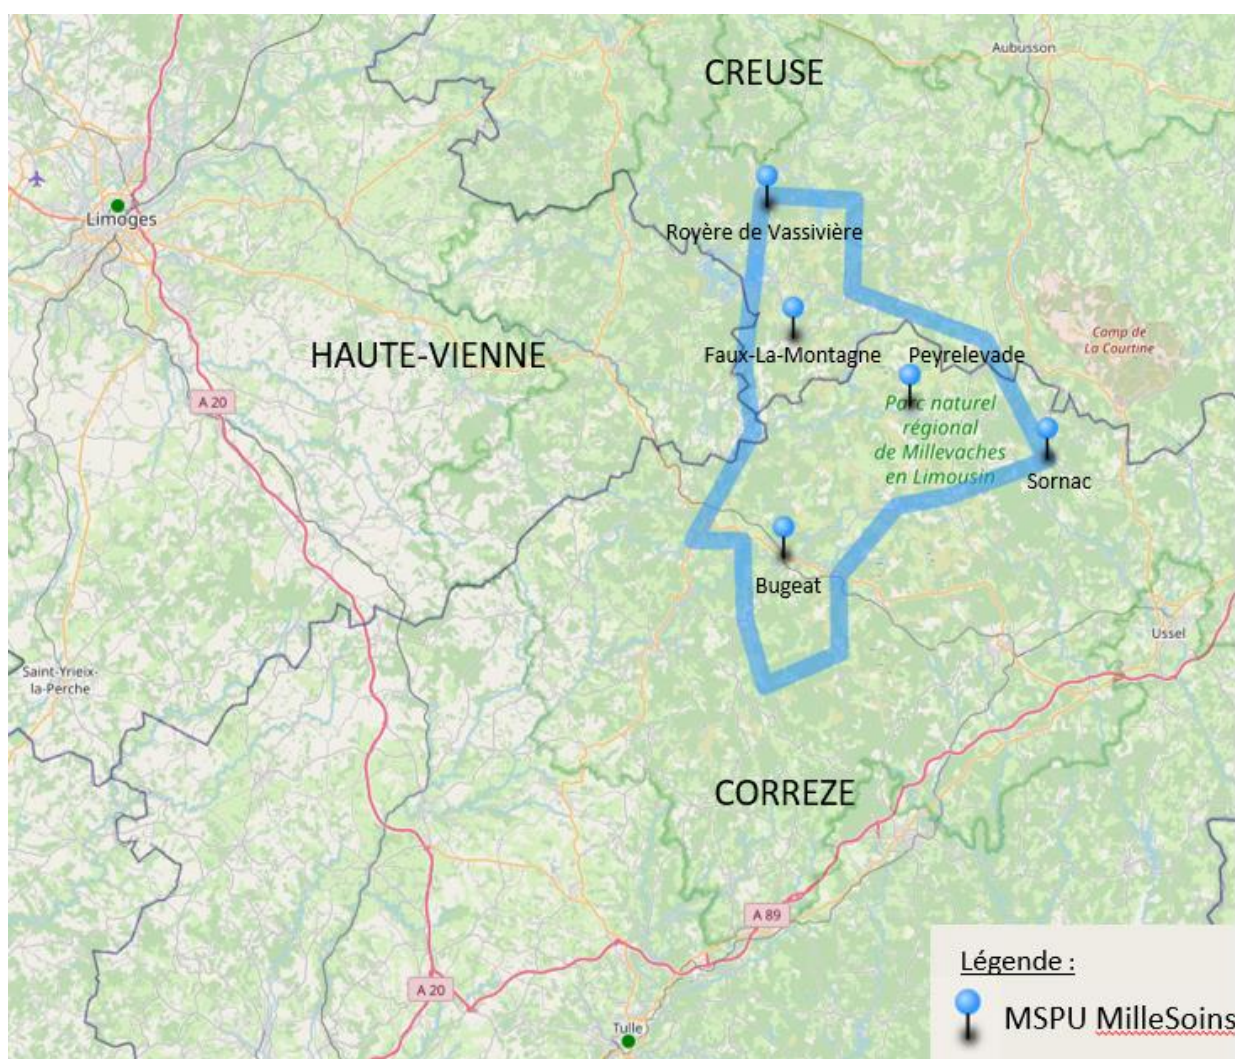 Aubusson
CREUSE
Limoges
Royère de Vassivière
Camp de
La Courtine
HAUTE-VIENNE
Faux-La-Montagne
Peyrelevade
A 20
Parc naturel
régional
de Millevaches
en Limousin
Sornac
Bugeat
Ussel
Saint-Yrieix-
la-Perche
CORREZE
A 89
A 20
Tulle
Légende :
MSPU MilleSoins